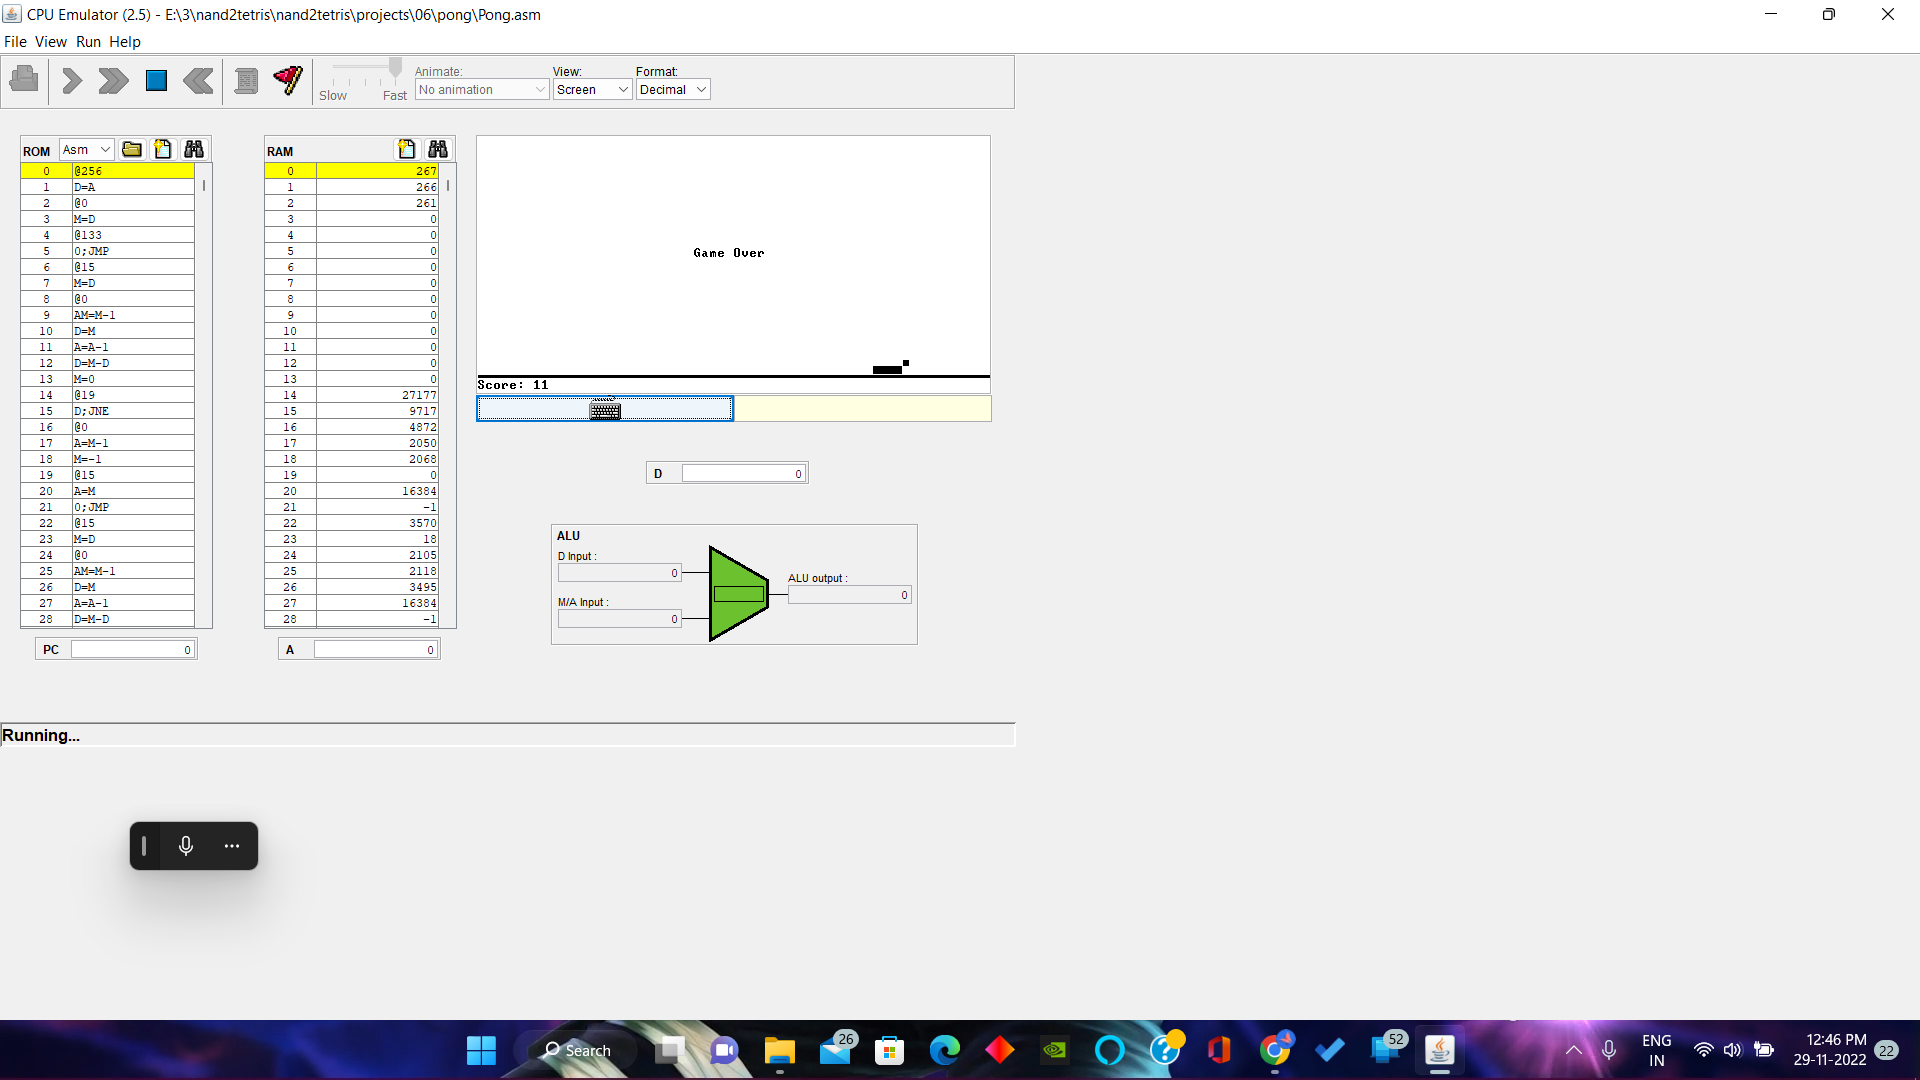 CPU Emulator (2.5) - E:\3\nand2tetris\nand2tetris\projects\06\pong\Pong.asm
File View Run Help
Slow Fast
Animate:
No animation
View:
Screen
Format:
Decimal
ROM Asm
0 @256
1 D=A
2 @0
3 M=D
4 @133
5 0;JMP
6 @15
7 M=D
8 @0
9 AM=M-1
10 D=M
11 A=A-1
12 D=M-D
13 M=0
14 @19
15 D;JNE
16 @0
17 A=M-1
18 M=-1
19 @15
20 A=M
21 0;JMP
22 @15
23 M=D
24 @0
25 AM=M-1
26 D=M
27 A=A-1
28 D=M-D
PC 0
RAM
0 267
1 266
2 261
3 0
4 0
5 0
6 0
7 0
8 0
9 0
10 0
11 0
12 0
13 0
14 27177
15 9717
16 4872
17 2050
18 2068
19 0
20 16384
21 -1
22 3570
23 18
24 2105
25 2118
26 3495
27 16384
28 -1
A 0
Game Over
Score: 11
D 0
ALU
D Input :
0
M/A Input :
0
ALU output :
0
Running...
Search
26
52
ENG
IN
12:46 PM
29-11-2022
22